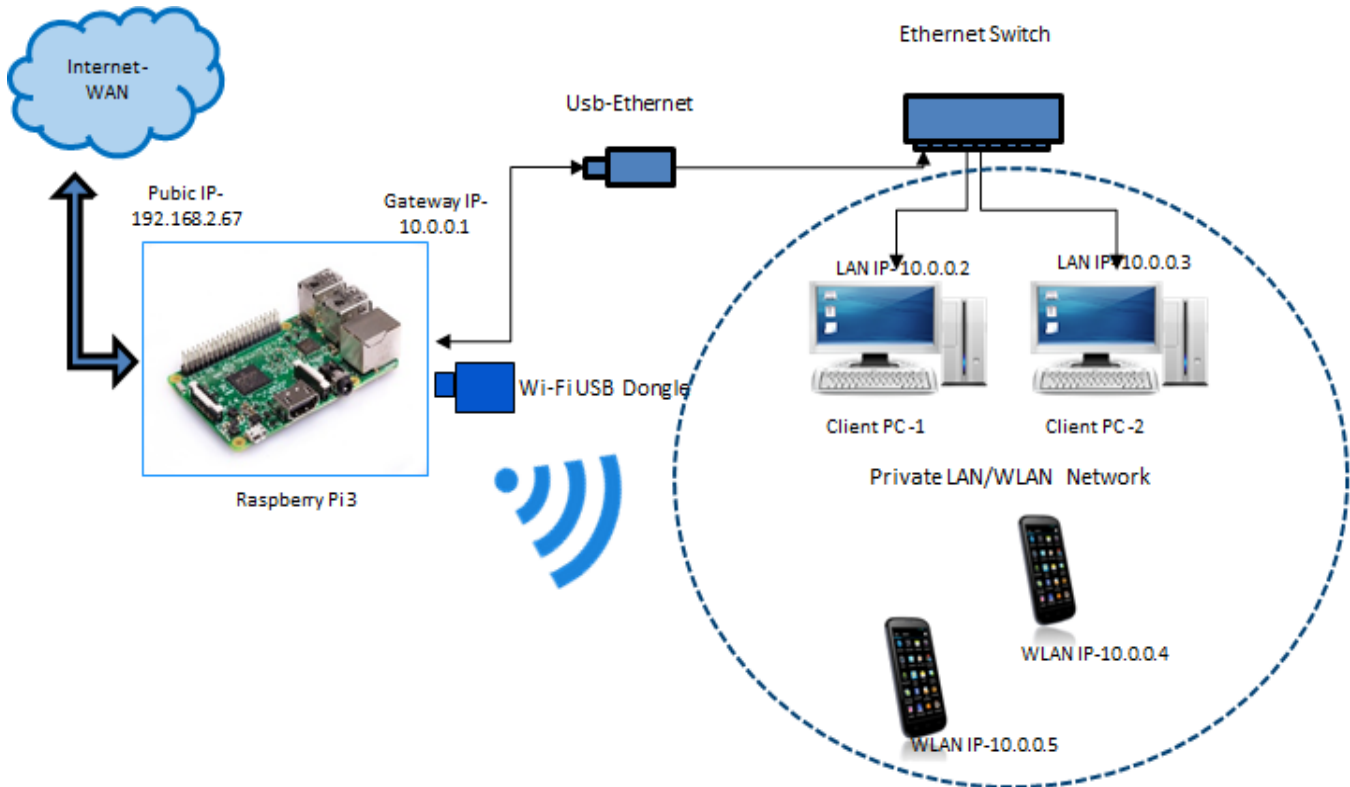 Internet-
WAN
Ethernet Switch
Usb-Ethernet
Pubic IP-
192.168.2.67
Gateway IP-
10.0.0.1
LAN IP- 10.0.0.2
LAN IP- 10.0.0.3
Wi-Fi USB Dongle
Client PC -1
Client PC -2
Raspberry Pi 3
Private LAN/WLAN Network
WLAN IP-10.0.0.4
WLAN IP-10.0.0.5